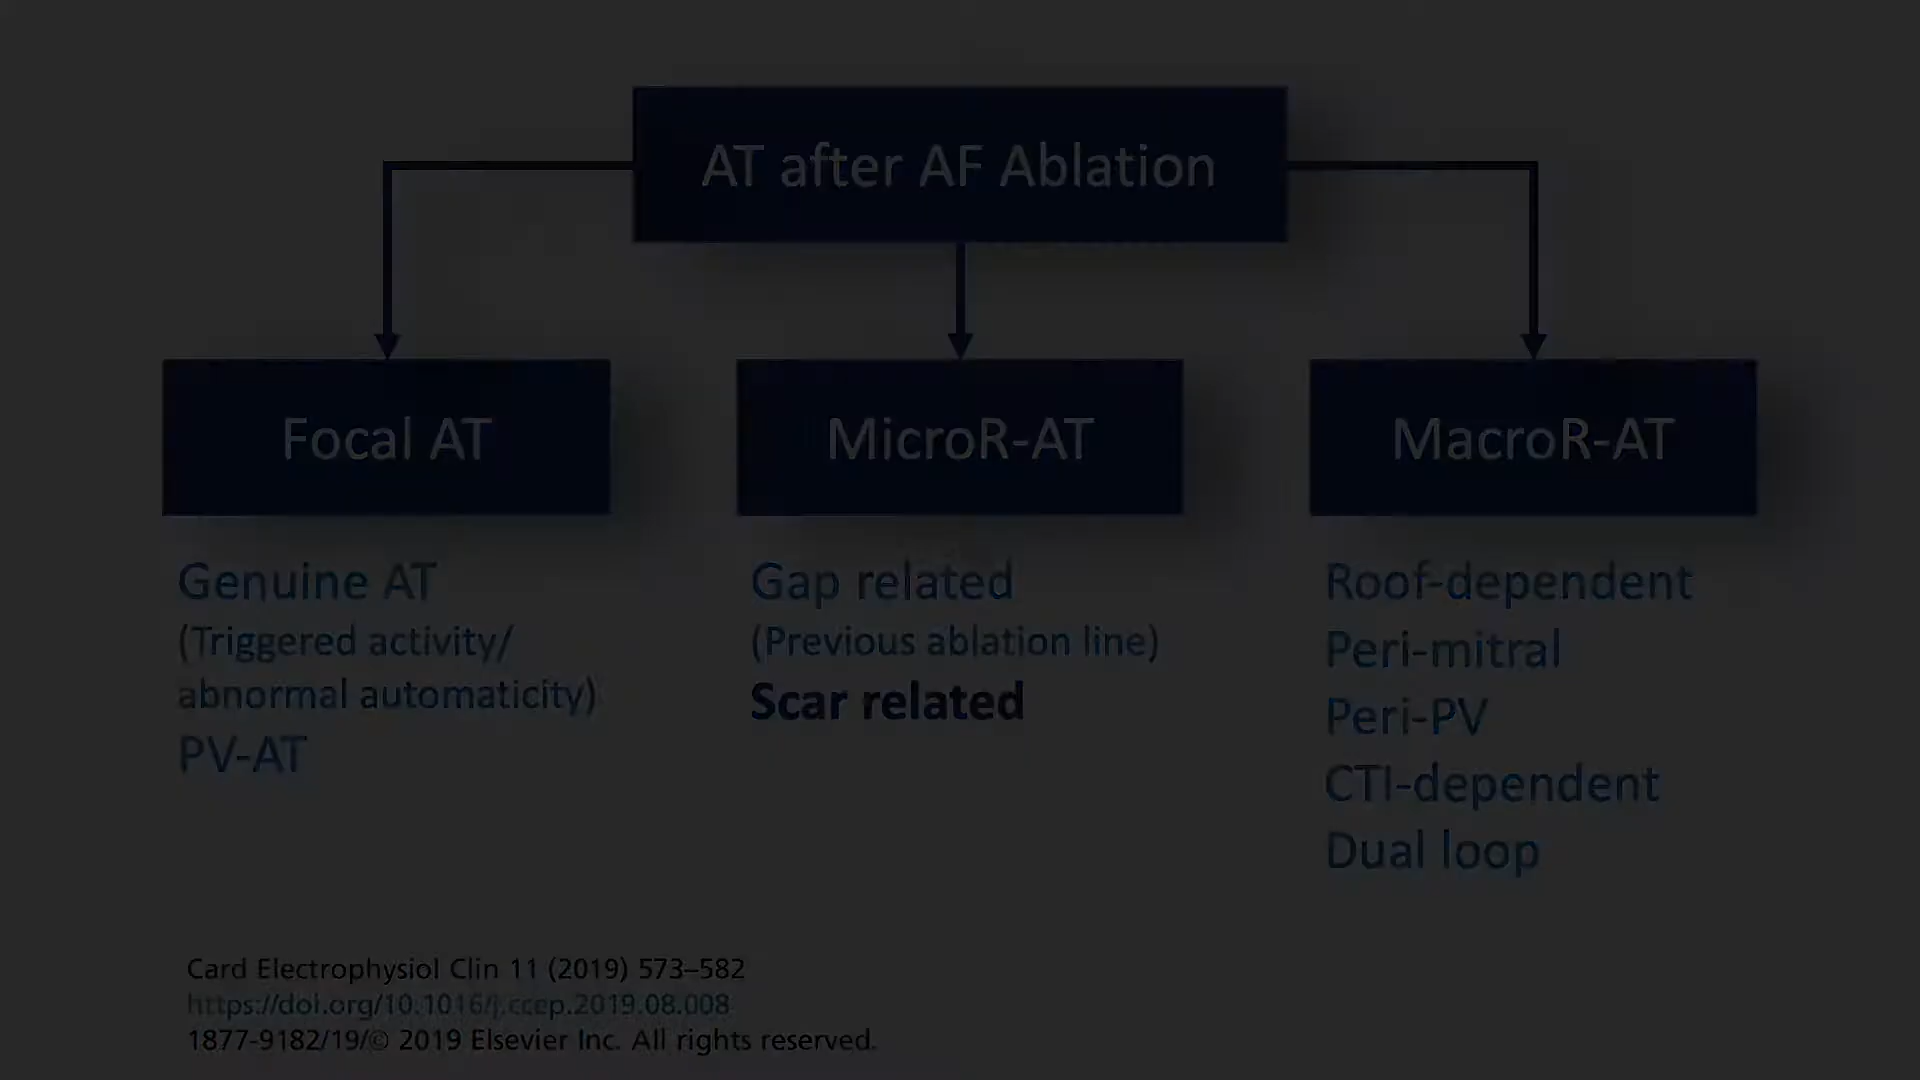 AT after AF Ablation
Focal AT
Genuine AT
(Triggered activity/
abnormal automaticity)
PV-AT
MicroR-AT
Gap related
(Previous ablation line)
Scar related
MacroR-AT
Roof-dependent
Peri-mitral
Peri-PV
CTI-dependent
Dual loop
Card Electrophysiol Clin 11 (2019) 573–582
https://doi.org/10.1016/j.ccep.2019.08.008
1877-9182/19/© 2019 Elsevier Inc. All rights reserved.